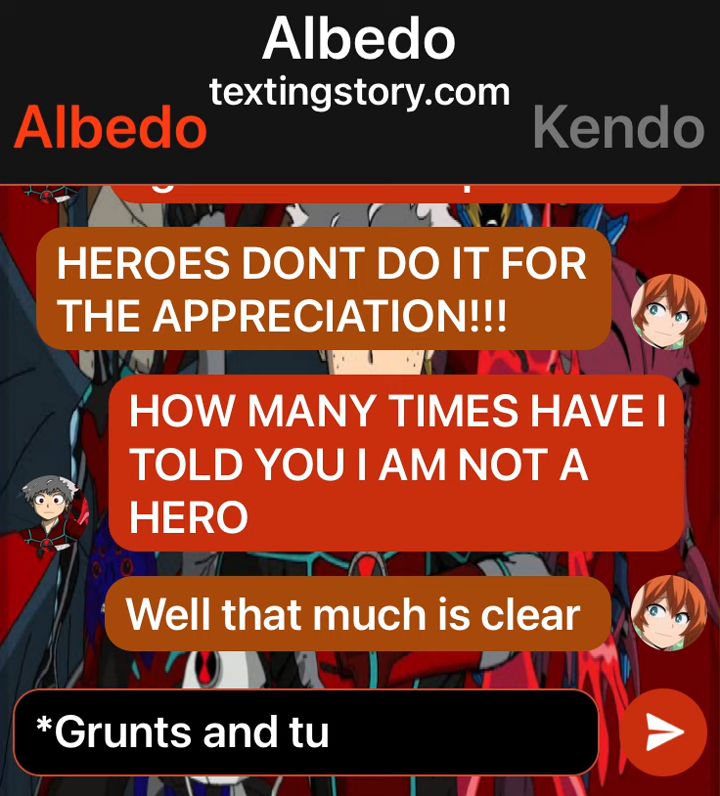 Albedo
textingstory.com
Albedo
Kendo
HEROES DONT DO IT FOR
THE APPRECIATION!!!
HOW MANY TIMES HAVE I
TOLD YOU I AM NOT A
HERO
Well that much is clear
*Grunts and tu